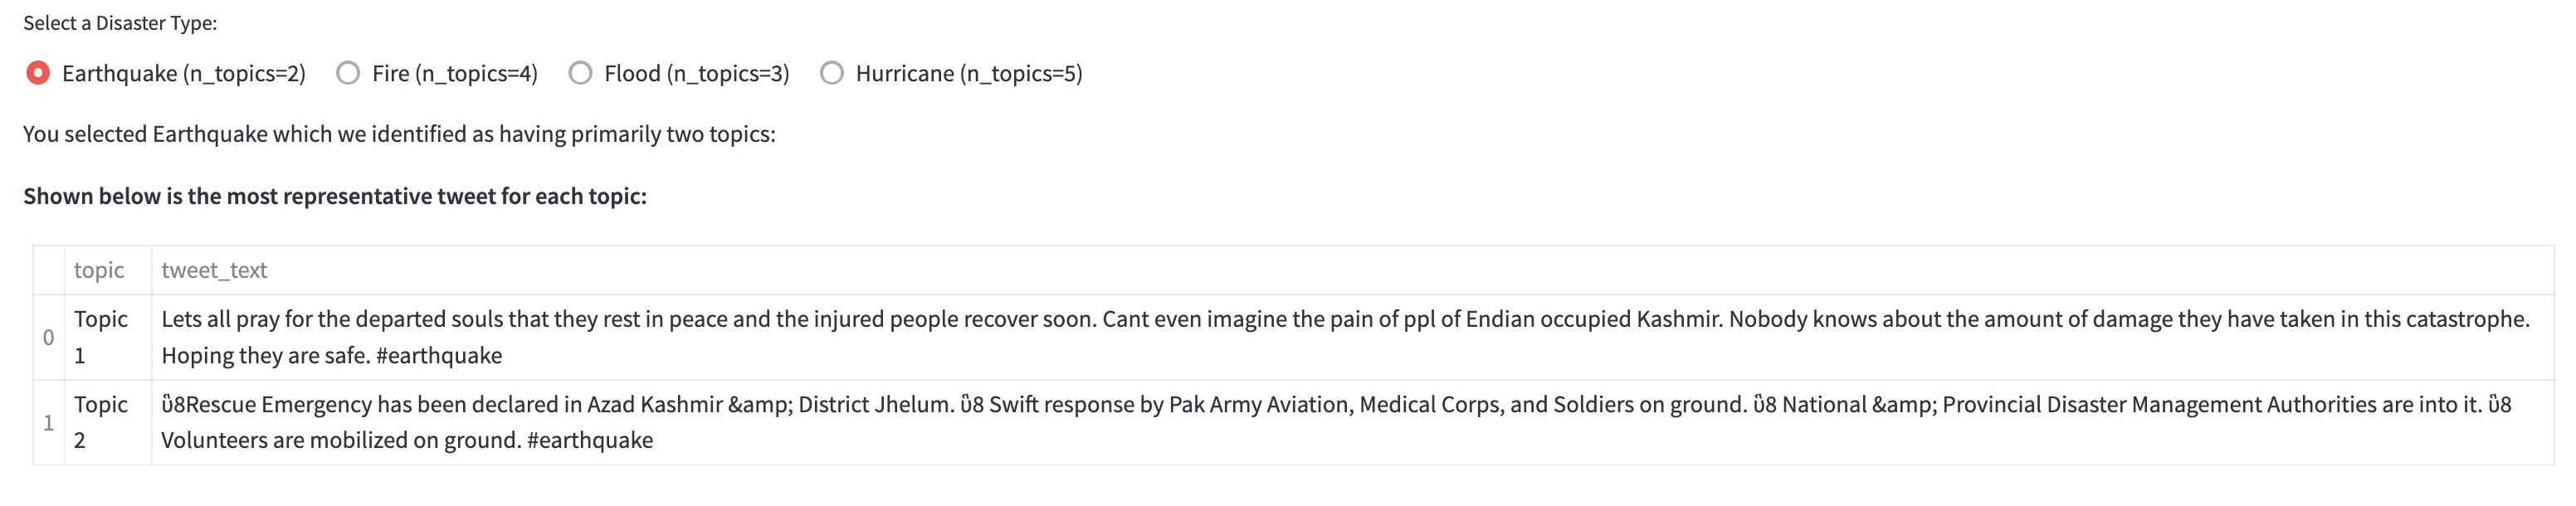 Select a Disaster Type:
Earthquake (n_topics=2) Fire (n_topics=4) Flood (n_topics=3) Hurricane (n_topics=5)
You selected Earthquake which we identified as having primarily two topics:
Shown below is the most representative tweet for each topic:
topic tweet_text
0 Topic 1 Lets all pray for the departed souls that they rest in peace and the injured people recover soon. Cant even imagine the pain of ppl of Endian occupied Kashmir. Nobody knows about the amount of damage they have taken in this catastrophe.
Hoping they are safe. #earthquake
1 Topic 2 ὒ8Rescue Emergency has been declared in Azad Kashmir &amp; District Jhelum. ὒ8 Swift response by Pak Army Aviation, Medical Corps, and Soldiers on ground. ὒ8 National &amp; Provincial Disaster Management Authorities are into it. ὒ8
Volunteers are mobilized on ground. #earthquake